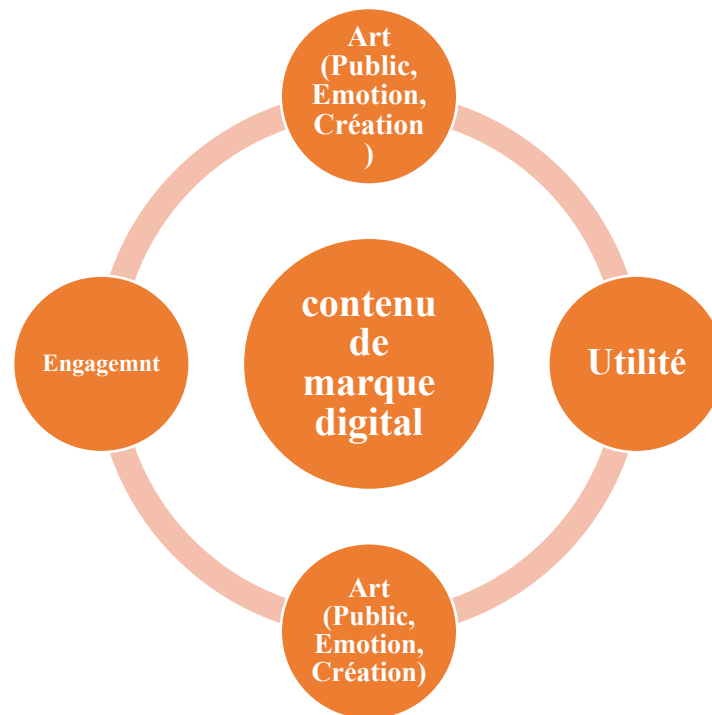 Art
(Public,
Emotion,
Création
)
contenu
de
marque
digital
Engagemnt
Utilité
Art
(Public,
Emotion,
Création)